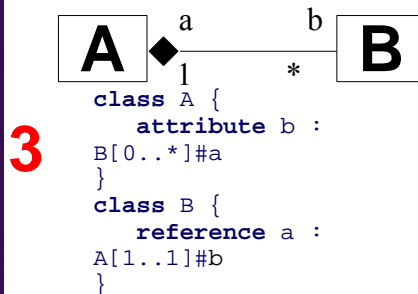 a b
A B
1 *
3
class A {
attribute b :
B[0..*]#a
}
class B {
reference a :
A[1..1]#b
}